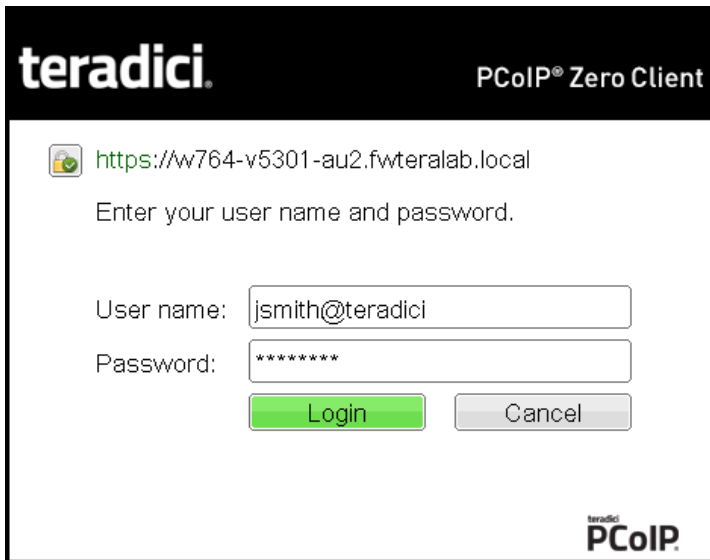 teradici.
PCoIP® Zero Client
https://w764-v5301-au2.fwteralab.local
Enter your user name and password.
User name: jsmith@teradici
Password: ********
Login Cancel
teradici
PCoIP.